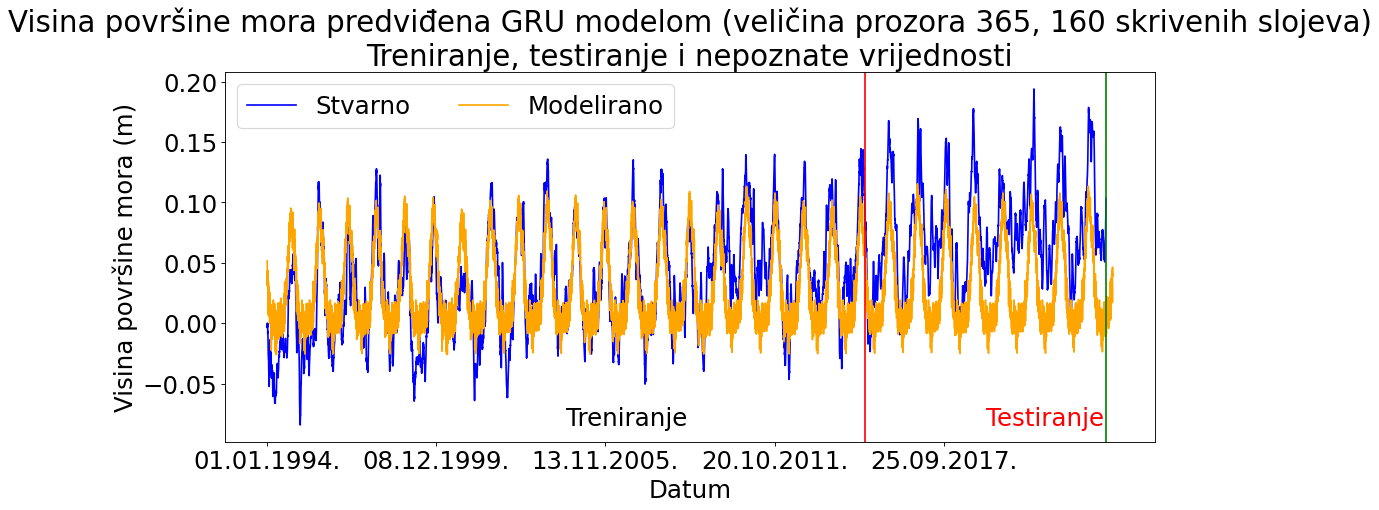 Visina površine mora predviđena GRU modelom (veličina prozora 365, 160 skrivenih slojeva)
Treniranje, testiranje i nepoznate vrijednosti
Stvarno
Modelirano
Visina površine mora (m)
0.20
0.15
0.10
0.05
0.00
−0.05
Treniranje
Testiranje
01.01.1994.
08.12.1999.
13.11.2005.
20.10.2011.
25.09.2017.
Datum